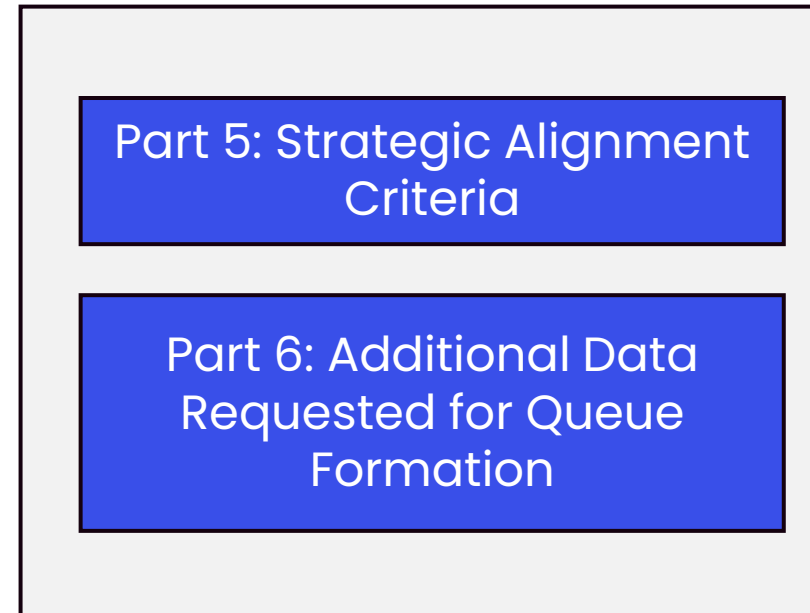 Part 5: Strategic Alignment
Criteria
Part 6: Additional Data
Requested for Queue
Formation